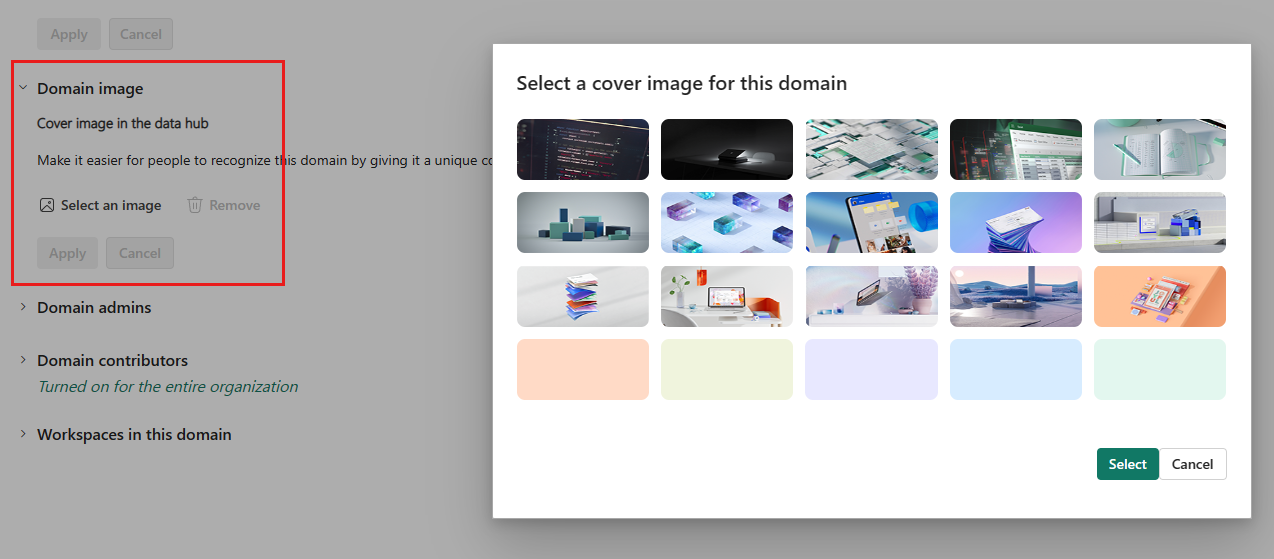 Apply Cancel
Domain image
Cover image in the data hub
Make it easier for people to recognize this domain by giving it a unique co
Select an image Remove
Apply Cancel
Domain admins
Domain contributors
Turned on for the entire organization
Workspaces in this domain
Select a cover image for this domain
Select Cancel